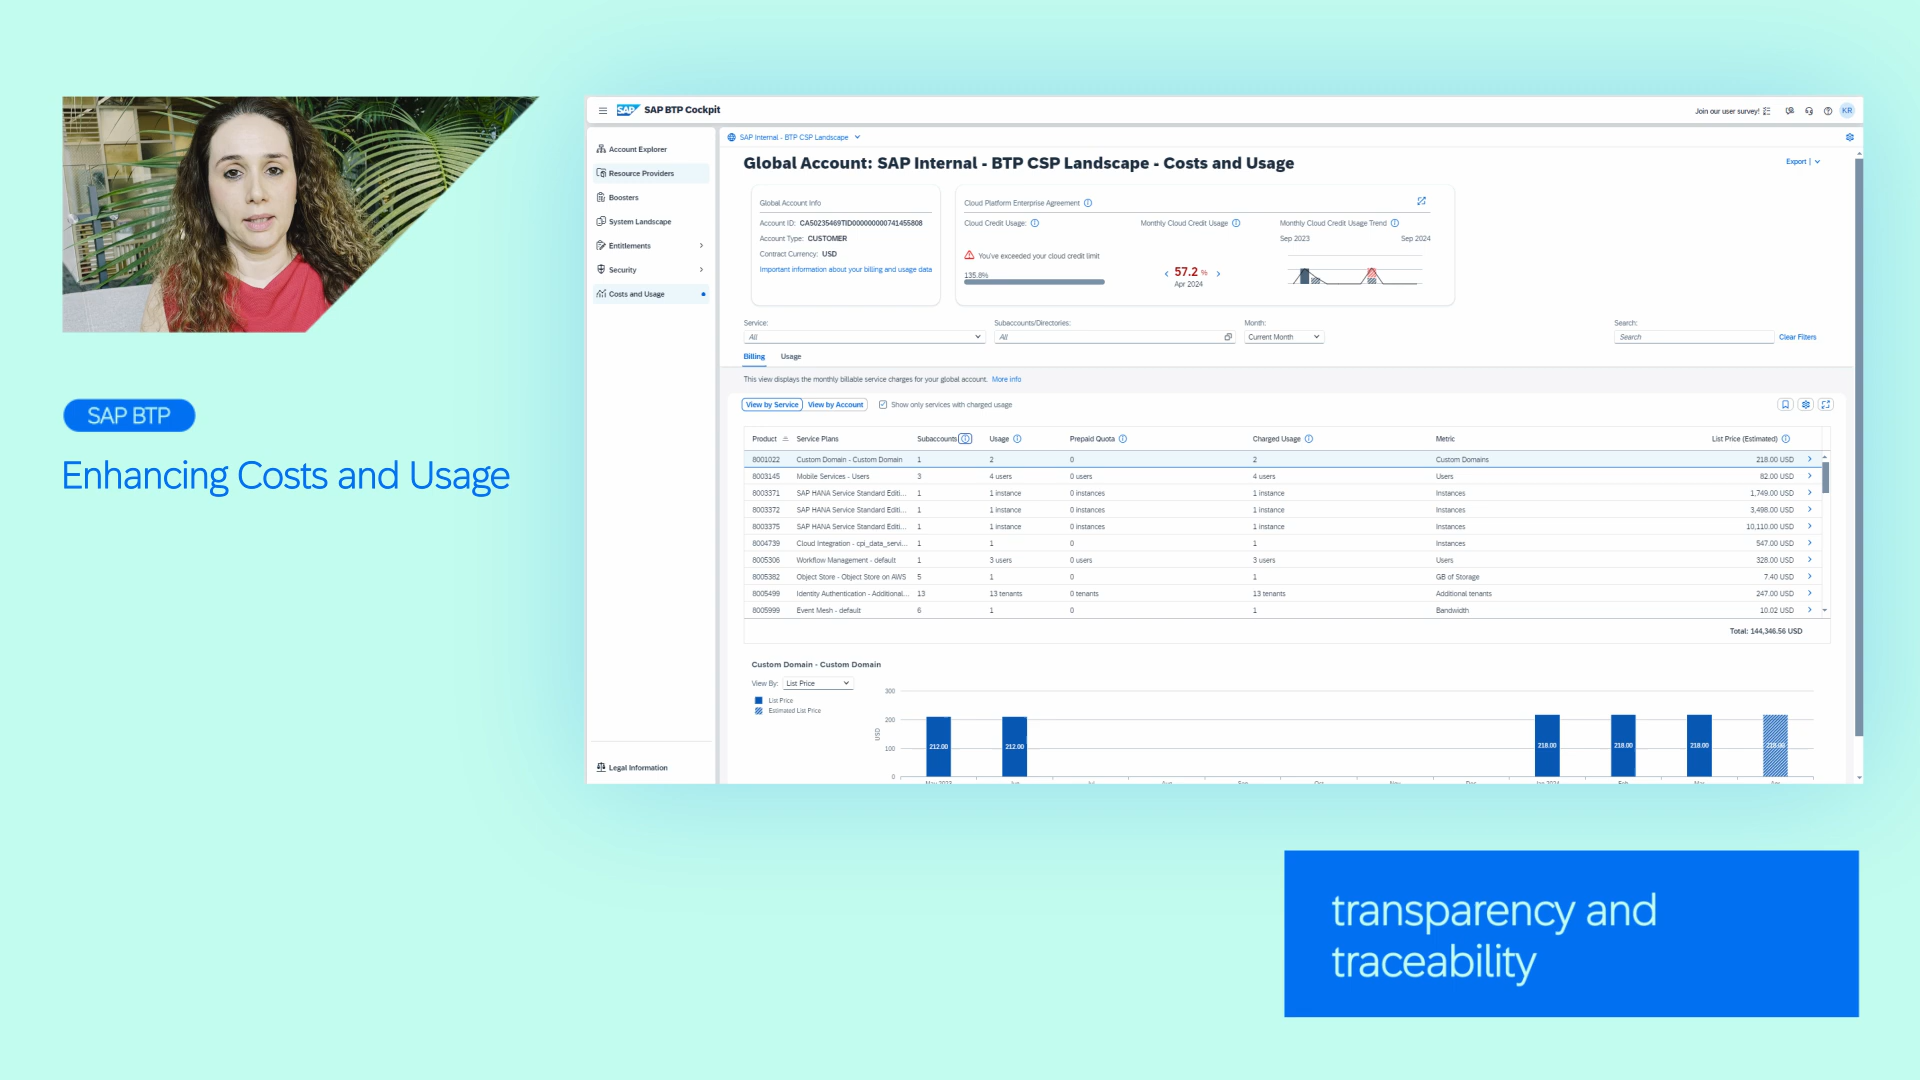 SAP BTP
Enhancing Costs and Usage
SAP SAP BTP Cockpit
Join our user survey!
KR
Account Explorer
Resource Providers
Boosters
System Landscape
Entitlements
Security
Costs and Usage
Legal Information
SAP Internal - BTP CSP Landscape
Global Account: SAP Internal - BTP CSP Landscape - Costs and Usage
Export |
Global Account Info
Account ID: CA50235469TID000000000741455808
Account Type: CUSTOMER
Contract Currency: USD
Important information about your billing and usage data
Cloud Platform Enterprise Agreement
Cloud Credit Usage:
You've exceeded your cloud credit limit
135.8%
Monthly Cloud Credit Usage
57.2 %
Apr 2024
Monthly Cloud Credit Usage Trend
Sep 2023 Sep 2024
Service: Subaccounts/Directories: Month: Search:
All All Current Month Search Clear Filters
Billing Usage
This view displays the monthly billable service charges for your global account. More info
View by Service View by Account Show only services with charged usage
Product Service Plans Subaccounts Usage Prepaid Quota Charged Usage Metric List Price (Estimated)
8001022 Custom Domain - Custom Domain 1 2 0 2 Custom Domains 218.00 USD
8003145 Mobile Services - Users 3 4 users 0 users 4 users Users 82.00 USD
8003371 SAP HANA Service Standard Editi... 1 1 instance 0 instances 1 instance Instances 1,749.00 USD
8003372 SAP HANA Service Standard Editi... 1 1 instance 0 instances 1 instance Instances 3,498.00 USD
8003375 SAP HANA Service Standard Editi... 1 1 instance 0 instances 1 instance Instances 10,110.00 USD
8004739 Cloud Integration - cpi_data_servi... 1 1 0 1 Instances 547.00 USD
8005306 Workflow Management - default 1 3 users 0 users 3 users Users 328.00 USD
8005382 Object Store - Object Store on AWS 5 1 0 1 GB of Storage 7.40 USD
8005499 Identity Authentication - Additional... 13 13 tenants 0 tenants 13 tenants Additional tenants 247.00 USD
8005999 Event Mesh - default 6 1 0 1 Bandwidth 10.02 USD
Total: 144,346.56 USD
Custom Domain - Custom Domain
View By: List Price
List Price
Estimated List Price
USD
300
200
100
0
212.00 212.00 218.00 218.00 218.00 218.00
transparency and
traceability